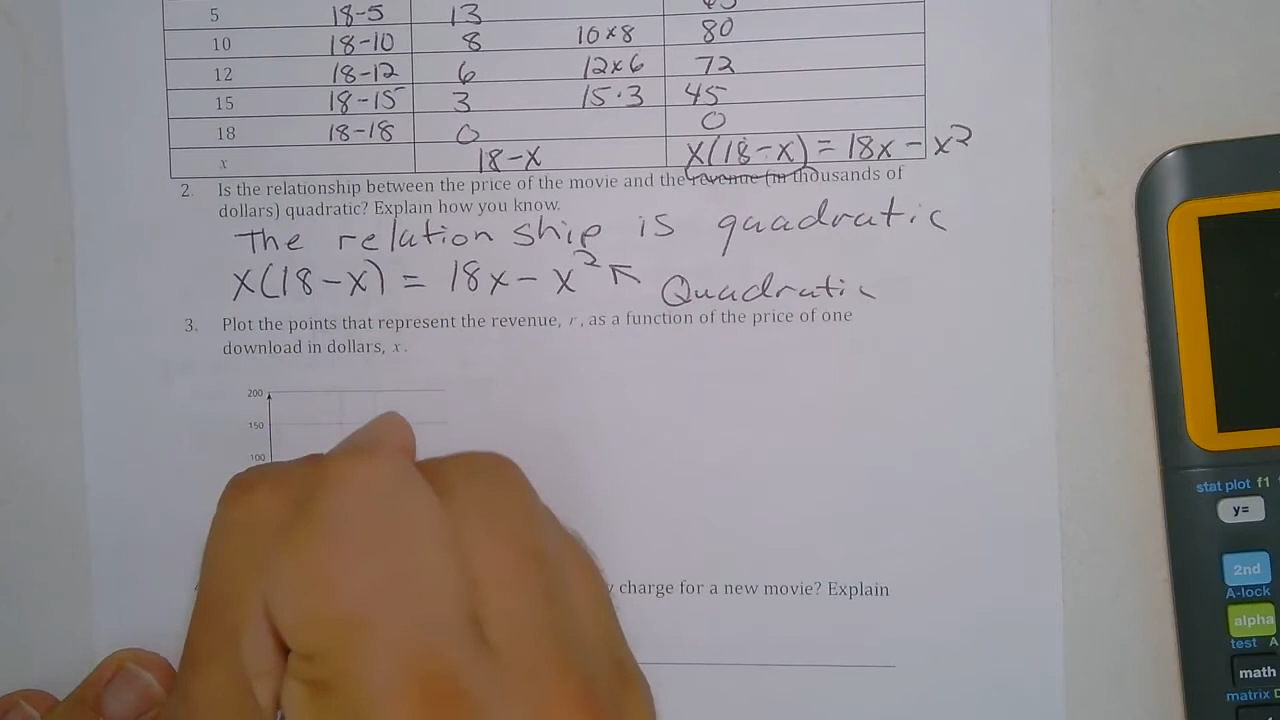 5 18-5 13
10 18-10 8 10×8 80
12 18-12 6 12×6 72
15 18-15 3 15·3 45
18 18-18 0 0
x 18-x x(18-x) = 18x - x²
2. Is the relationship between the price of the movie and the revenue (in thousands of
dollars) quadratic? Explain how you know.
The relation ship is quadratic
x(18-x) = 18x - x² ↖ Quadratic
3. Plot the points that represent the revenue, r, as a function of the price of one
download in dollars, x.
200
150
100
charge for a new movie? Explain
stat plot f1
y=
2nd
A-lock
alpha
test A
math
matrix D